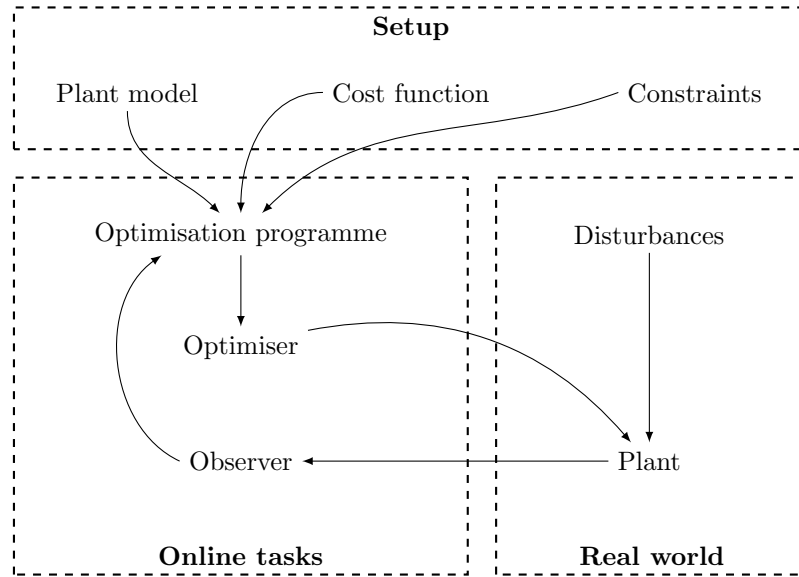 Setup
Plant model
Cost function
Constraints
Optimisation programme
Disturbances
Optimiser
Observer
Plant
Online tasks
Real world